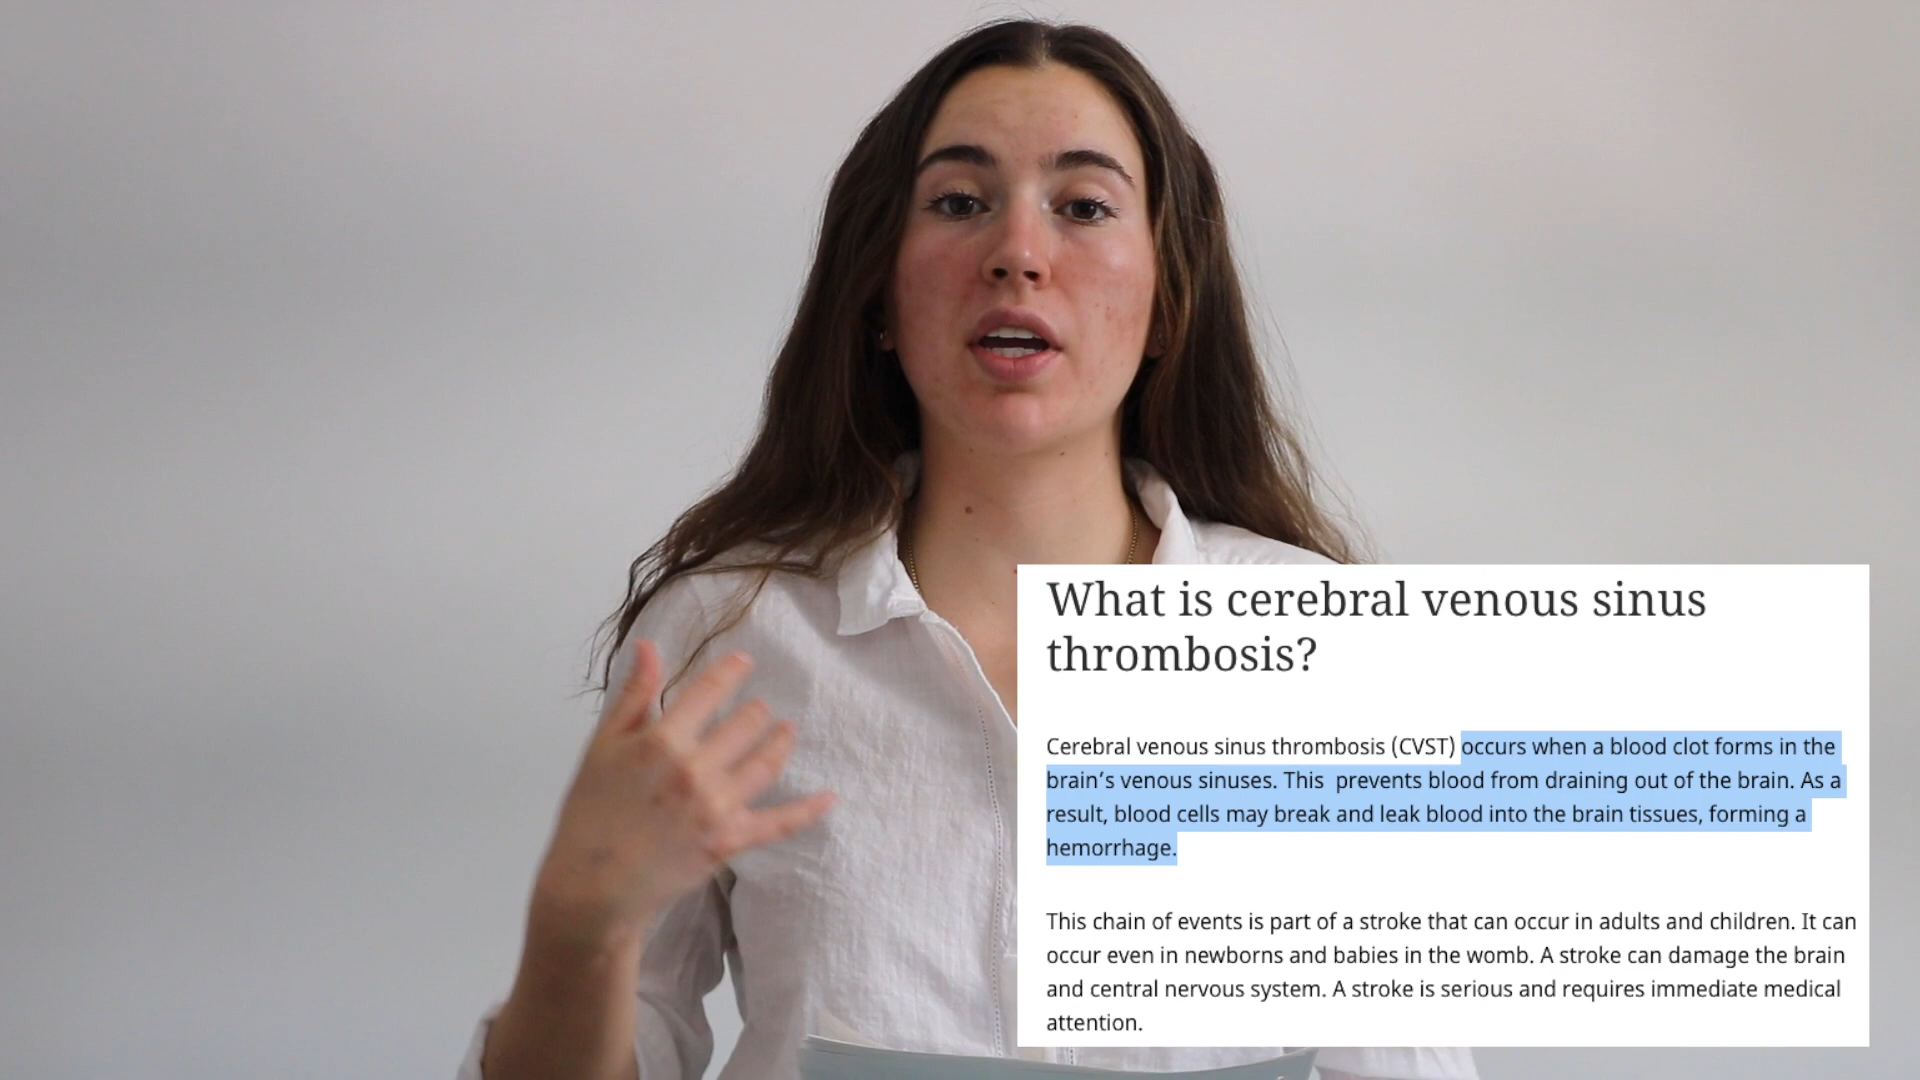 What is cerebral venous sinus
thrombosis?
Cerebral venous sinus thrombosis (CVST) occurs when a blood clot forms in the
brain’s venous sinuses. This  prevents blood from draining out of the brain. As a
result, blood cells may break and leak blood into the brain tissues, forming a
hemorrhage.
This chain of events is part of a stroke that can occur in adults and children. It can
occur even in newborns and babies in the womb. A stroke can damage the brain
and central nervous system. A stroke is serious and requires immediate medical
attention.